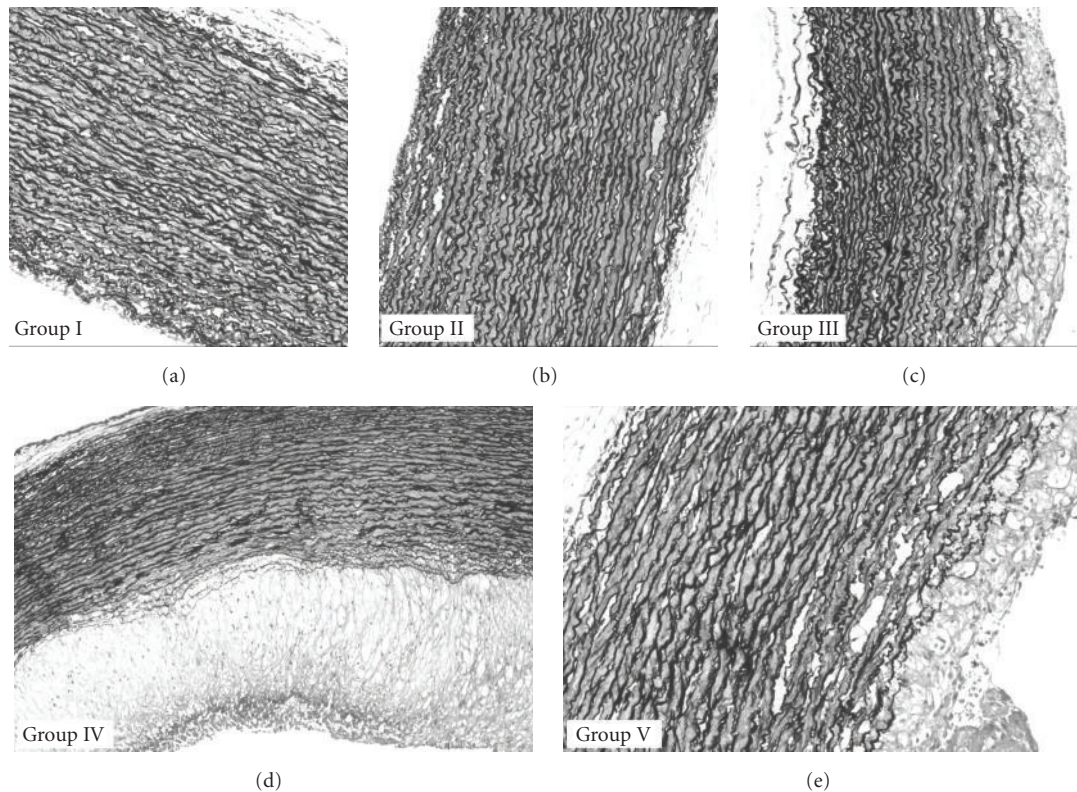 Group I
Group II
Group III
(a)
(b)
(c)
Group IV
Group V
(d)
(e)